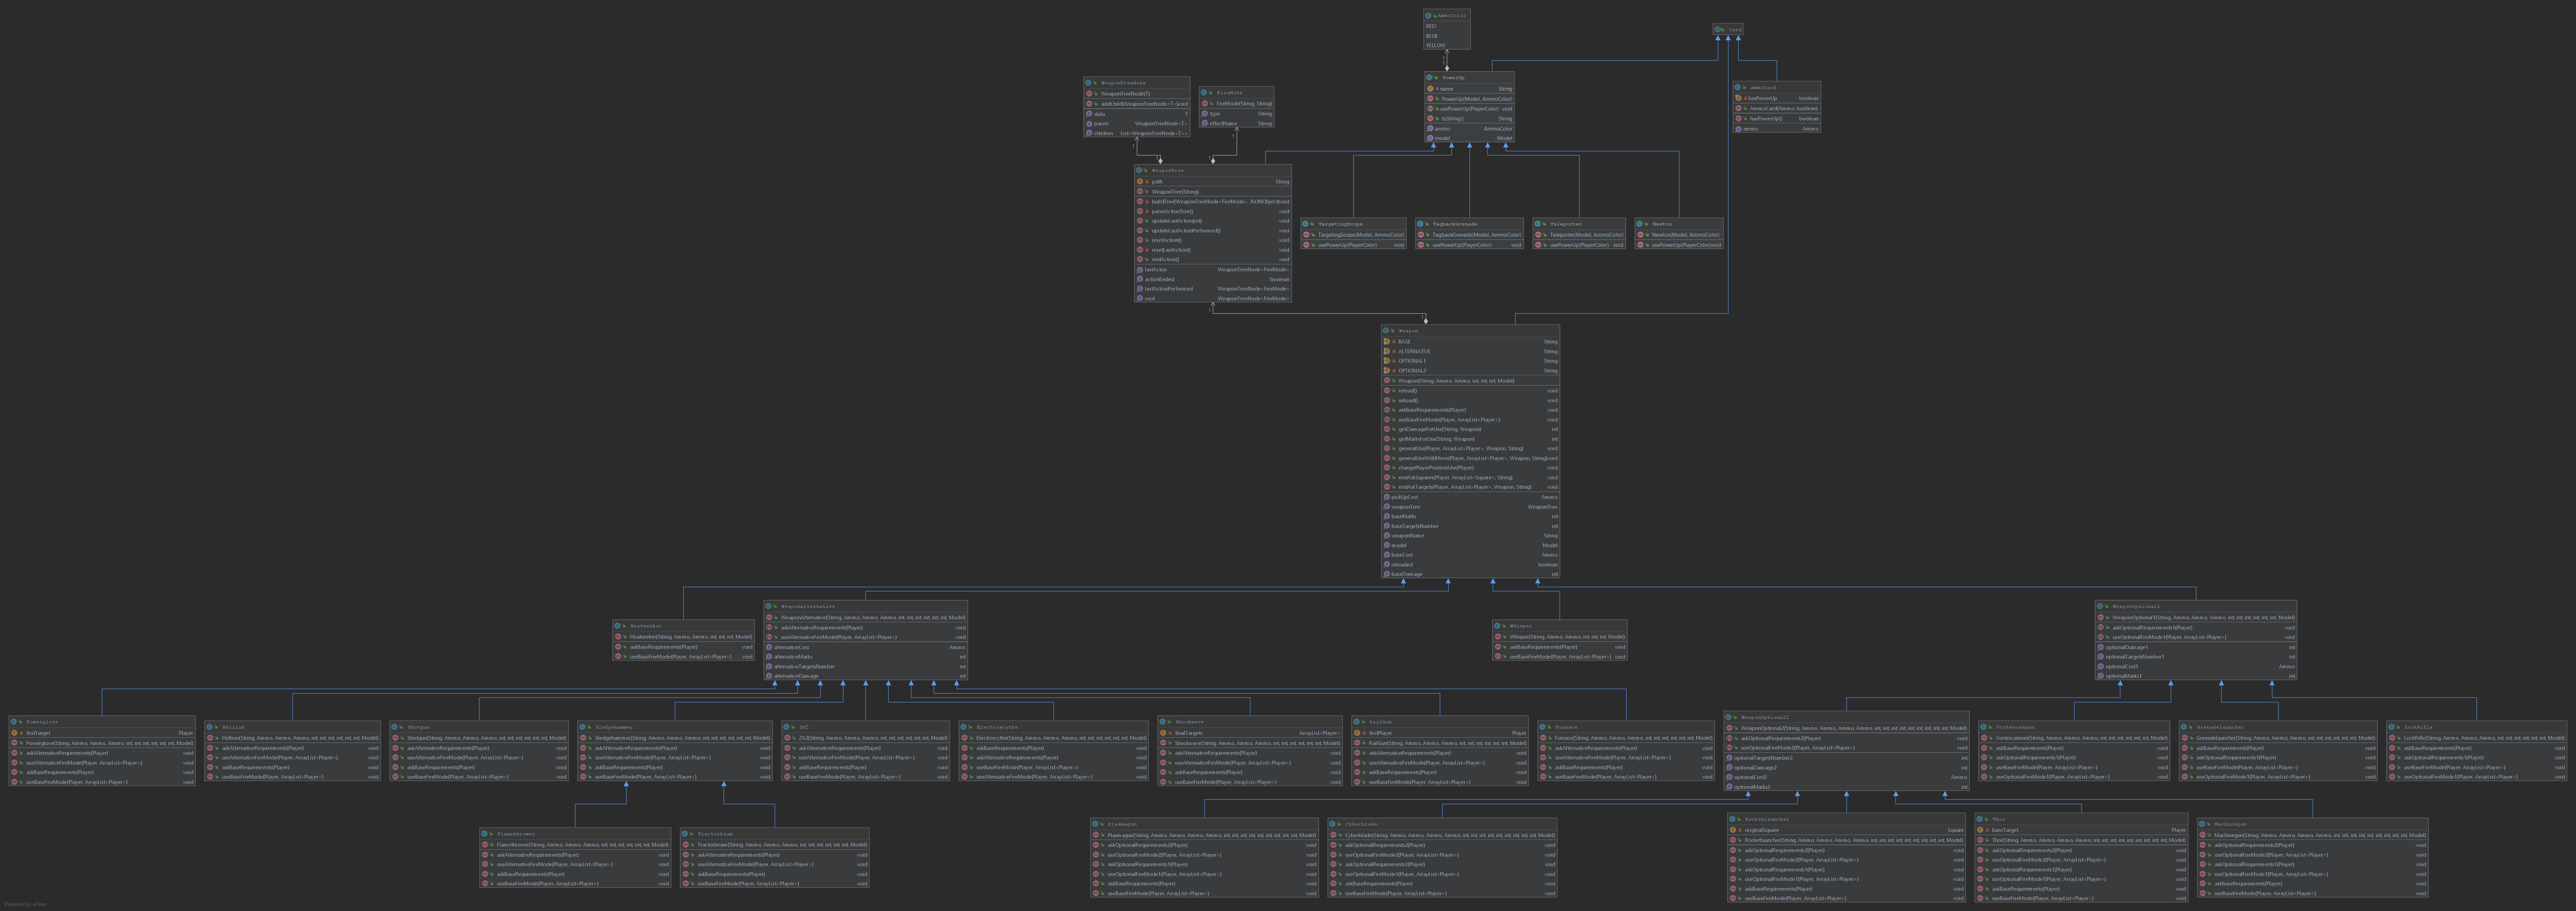 AmmoColor
RED
BLUE
YELLOW
Card
PowerUp
name String
PowerUp(Model, AmmoColor)
usePowerUp(PlayerColor) void
toString() String
ammo AmmoColor
model Model
AmmoCard
hasPowerUp boolean
AmmoCard(Ammo, boolean)
hasPowerUp() boolean
ammo Ammo
WeaponTreeNode
WeaponTreeNode(T)
addChild(WeaponTreeNode<T>) void
data T
parent WeaponTreeNode<T>
children List<WeaponTreeNode<T>>
FireMode
FireMode(String, String)
type String
effectName String
WeaponTree
path String
WeaponTree(String)
buildTree(WeaponTreeNode<FireMode>, JSONObject) void
parseActionTree() void
updateLastAction(int) void
updateLastActionPerformed() void
resetAction() void
resetLastAction() void
endAction() void
lastAction WeaponTreeNode<FireMode>
actionEnded boolean
lastActionPerformed WeaponTreeNode<FireMode>
root WeaponTreeNode<FireMode>
TargetingScope
TargetingScope(Model, AmmoColor)
usePowerUp(PlayerColor) void
TagbackGrenade
TagbackGrenade(Model, AmmoColor)
usePowerUp(PlayerColor) void
Teleporter
Teleporter(Model, AmmoColor)
usePowerUp(PlayerColor) void
Newton
Newton(Model, AmmoColor)
usePowerUp(PlayerColor) void
Weapon
BASE String
ALTERNATIVE String
OPTIONAL1 String
OPTIONAL2 String
Weapon(String, Ammo, Ammo, int, int, int, Model)
reload() void
unload() void
askBaseRequirements(Player) void
useBaseFireMode(Player, ArrayList<Player>) void
getDamageForUse(String, Weapon) int
getMarksForUse(String, Weapon) int
generalUse(Player, ArrayList<Player>, Weapon, String) void
generalUseWithMove(Player, ArrayList<Player>, Weapon, String) void
changePlayerPositionUse(Player) void
endAskSquares(Player, ArrayList<Square>, String) void
endAskTargets(Player, ArrayList<Player>, Weapon, String) void
pickUpCost Ammo
weaponTree WeaponTree
baseMarks int
baseTargetsNumber int
weaponName String
model Model
baseCost Ammo
reloaded boolean
baseDamage int
Heatseeker
Heatseeker(String, Ammo, Ammo, int, int, int, Model)
askBaseRequirements(Player) void
useBaseFireMode(Player, ArrayList<Player>) void
WeaponAlternative
WeaponAlternative(String, Ammo, Ammo, Ammo, int, int, int, int, int, int, Model)
askAlternativeRequirements(Player) void
useAlternativeFireMode(Player, ArrayList<Player>) void
alternativeCost Ammo
alternativeMarks int
alternativeTargetsNumber int
alternativeDamage int
Whisper
Whisper(String, Ammo, Ammo, int, int, int, Model)
askBaseRequirements(Player) void
useBaseFireMode(Player, ArrayList<Player>) void
WeaponOptional1
WeaponOptional1(String, Ammo, Ammo, Ammo, int, int, int, int, int, int, Model)
askOptionalRequirements1(Player) void
useOptionalFireMode1(Player, ArrayList<Player>) void
optionalDamage1 int
optionalTargetsNumber1 int
optionalCost1 Ammo
optionalMarks1 int
Powerglove
firstTarget Player
Powerglove(String, Ammo, Ammo, Ammo, int, int, int, int, int, int, Model)
askAlternativeRequirements(Player) void
useAlternativeFireMode(Player, ArrayList<Player>) void
askBaseRequirements(Player) void
useBaseFireMode(Player, ArrayList<Player>) void
Hellion
Hellion(String, Ammo, Ammo, Ammo, int, int, int, int, int, int, Model)
askAlternativeRequirements(Player) void
useAlternativeFireMode(Player, ArrayList<Player>) void
askBaseRequirements(Player) void
useBaseFireMode(Player, ArrayList<Player>) void
Shotgun
Shotgun(String, Ammo, Ammo, Ammo, int, int, int, int, int, int, Model)
askAlternativeRequirements(Player) void
useAlternativeFireMode(Player, ArrayList<Player>) void
askBaseRequirements(Player) void
useBaseFireMode(Player, ArrayList<Player>) void
Sledgehammer
Sledgehammer(String, Ammo, Ammo, Ammo, int, int, int, int, int, int, Model)
askAlternativeRequirements(Player) void
useAlternativeFireMode(Player, ArrayList<Player>) void
askBaseRequirements(Player) void
useBaseFireMode(Player, ArrayList<Player>) void
ZX2
ZX2(String, Ammo, Ammo, Ammo, int, int, int, int, int, int, Model)
askAlternativeRequirements(Player) void
useAlternativeFireMode(Player, ArrayList<Player>) void
askBaseRequirements(Player) void
useBaseFireMode(Player, ArrayList<Player>) void
Electroscythe
Electroscythe(String, Ammo, Ammo, Ammo, int, int, int, int, int, int, Model)
askBaseRequirements(Player) void
askAlternativeRequirements(Player) void
useBaseFireMode(Player, ArrayList<Player>) void
useAlternativeFireMode(Player, ArrayList<Player>) void
Shockwave
finalTargets ArrayList<Player>
Shockwave(String, Ammo, Ammo, Ammo, int, int, int, int, int, int, Model)
askAlternativeRequirements(Player) void
useAlternativeFireMode(Player, ArrayList<Player>) void
askBaseRequirements(Player) void
useBaseFireMode(Player, ArrayList<Player>) void
RailGun
firstPlayer Player
RailGun(String, Ammo, Ammo, Ammo, int, int, int, int, int, int, Model)
askAlternativeRequirements(Player) void
useAlternativeFireMode(Player, ArrayList<Player>) void
askBaseRequirements(Player) void
useBaseFireMode(Player, ArrayList<Player>) void
Furnace
Furnace(String, Ammo, Ammo, Ammo, int, int, int, int, int, int, Model)
askAlternativeRequirements(Player) void
useAlternativeFireMode(Player, ArrayList<Player>) void
askBaseRequirements(Player) void
useBaseFireMode(Player, ArrayList<Player>) void
WeaponOptional2
WeaponOptional2(String, Ammo, Ammo, Ammo, Ammo, int, int, int, int, int, int, int, int, int, Model)
askOptionalRequirements2(Player) void
useOptionalFireMode2(Player, ArrayList<Player>) void
optionalTargetsNumber2 int
optionalDamage2 int
optionalCost2 Ammo
optionalMarks2 int
Vortexcannon
Vortexcannon(String, Ammo, Ammo, Ammo, int, int, int, int, int, int, Model)
askBaseRequirements(Player) void
askOptionalRequirements1(Player) void
useBaseFireMode(Player, ArrayList<Player>) void
useOptionalFireMode1(Player, ArrayList<Player>) void
Grenadelauncher
Grenadelauncher(String, Ammo, Ammo, Ammo, int, int, int, int, int, int, Model)
askBaseRequirements(Player) void
askOptionalRequirements1(Player) void
useBaseFireMode(Player, ArrayList<Player>) void
useOptionalFireMode1(Player, ArrayList<Player>) void
LockRifle
LockRifle(String, Ammo, Ammo, Ammo, int, int, int, int, int, int, Model)
askBaseRequirements(Player) void
askOptionalRequirements1(Player) void
useBaseFireMode(Player, ArrayList<Player>) void
useOptionalFireMode1(Player, ArrayList<Player>) void
Flamethrower
Flamethrower(String, Ammo, Ammo, Ammo, int, int, int, int, int, int, Model)
askAlternativeRequirements(Player) void
useAlternativeFireMode(Player, ArrayList<Player>) void
askBaseRequirements(Player) void
useBaseFireMode(Player, ArrayList<Player>) void
Tractorbeam
Tractorbeam(String, Ammo, Ammo, Ammo, int, int, int, int, int, int, Model)
askAlternativeRequirements(Player) void
useAlternativeFireMode(Player, ArrayList<Player>) void
askBaseRequirements(Player) void
useBaseFireMode(Player, ArrayList<Player>) void
Plasmagun
Plasmagun(String, Ammo, Ammo, Ammo, Ammo, int, int, int, int, int, int, int, int, int, Model)
askOptionalRequirements2(Player) void
useOptionalFireMode2(Player, ArrayList<Player>) void
askOptionalRequirements1(Player) void
useOptionalFireMode1(Player, ArrayList<Player>) void
askBaseRequirements(Player) void
useBaseFireMode(Player, ArrayList<Player>) void
Cyberblade
Cyberblade(String, Ammo, Ammo, Ammo, Ammo, int, int, int, int, int, int, int, int, int, Model)
askOptionalRequirements2(Player) void
useOptionalFireMode2(Player, ArrayList<Player>) void
askOptionalRequirements1(Player) void
useOptionalFireMode1(Player, ArrayList<Player>) void
askBaseRequirements(Player) void
useBaseFireMode(Player, ArrayList<Player>) void
Rocketlauncher
originalSquare Square
Rocketlauncher(String, Ammo, Ammo, Ammo, Ammo, int, int, int, int, int, int, int, int, int, Model)
askOptionalRequirements2(Player) void
useOptionalFireMode2(Player, ArrayList<Player>) void
askOptionalRequirements1(Player) void
useOptionalFireMode1(Player, ArrayList<Player>) void
askBaseRequirements(Player) void
useBaseFireMode(Player, ArrayList<Player>) void
Thor
baseTarget Player
Thor(String, Ammo, Ammo, Ammo, Ammo, int, int, int, int, int, int, int, int, int, Model)
askOptionalRequirements2(Player) void
useOptionalFireMode2(Player, ArrayList<Player>) void
askOptionalRequirements1(Player) void
useOptionalFireMode1(Player, ArrayList<Player>) void
askBaseRequirements(Player) void
useBaseFireMode(Player, ArrayList<Player>) void
Machinegun
Machinegun(String, Ammo, Ammo, Ammo, Ammo, int, int, int, int, int, int, int, int, int, Model)
askOptionalRequirements2(Player) void
useOptionalFireMode2(Player, ArrayList<Player>) void
askOptionalRequirements1(Player) void
useOptionalFireMode1(Player, ArrayList<Player>) void
askBaseRequirements(Player) void
useBaseFireMode(Player, ArrayList<Player>) void
Powered by yFiles